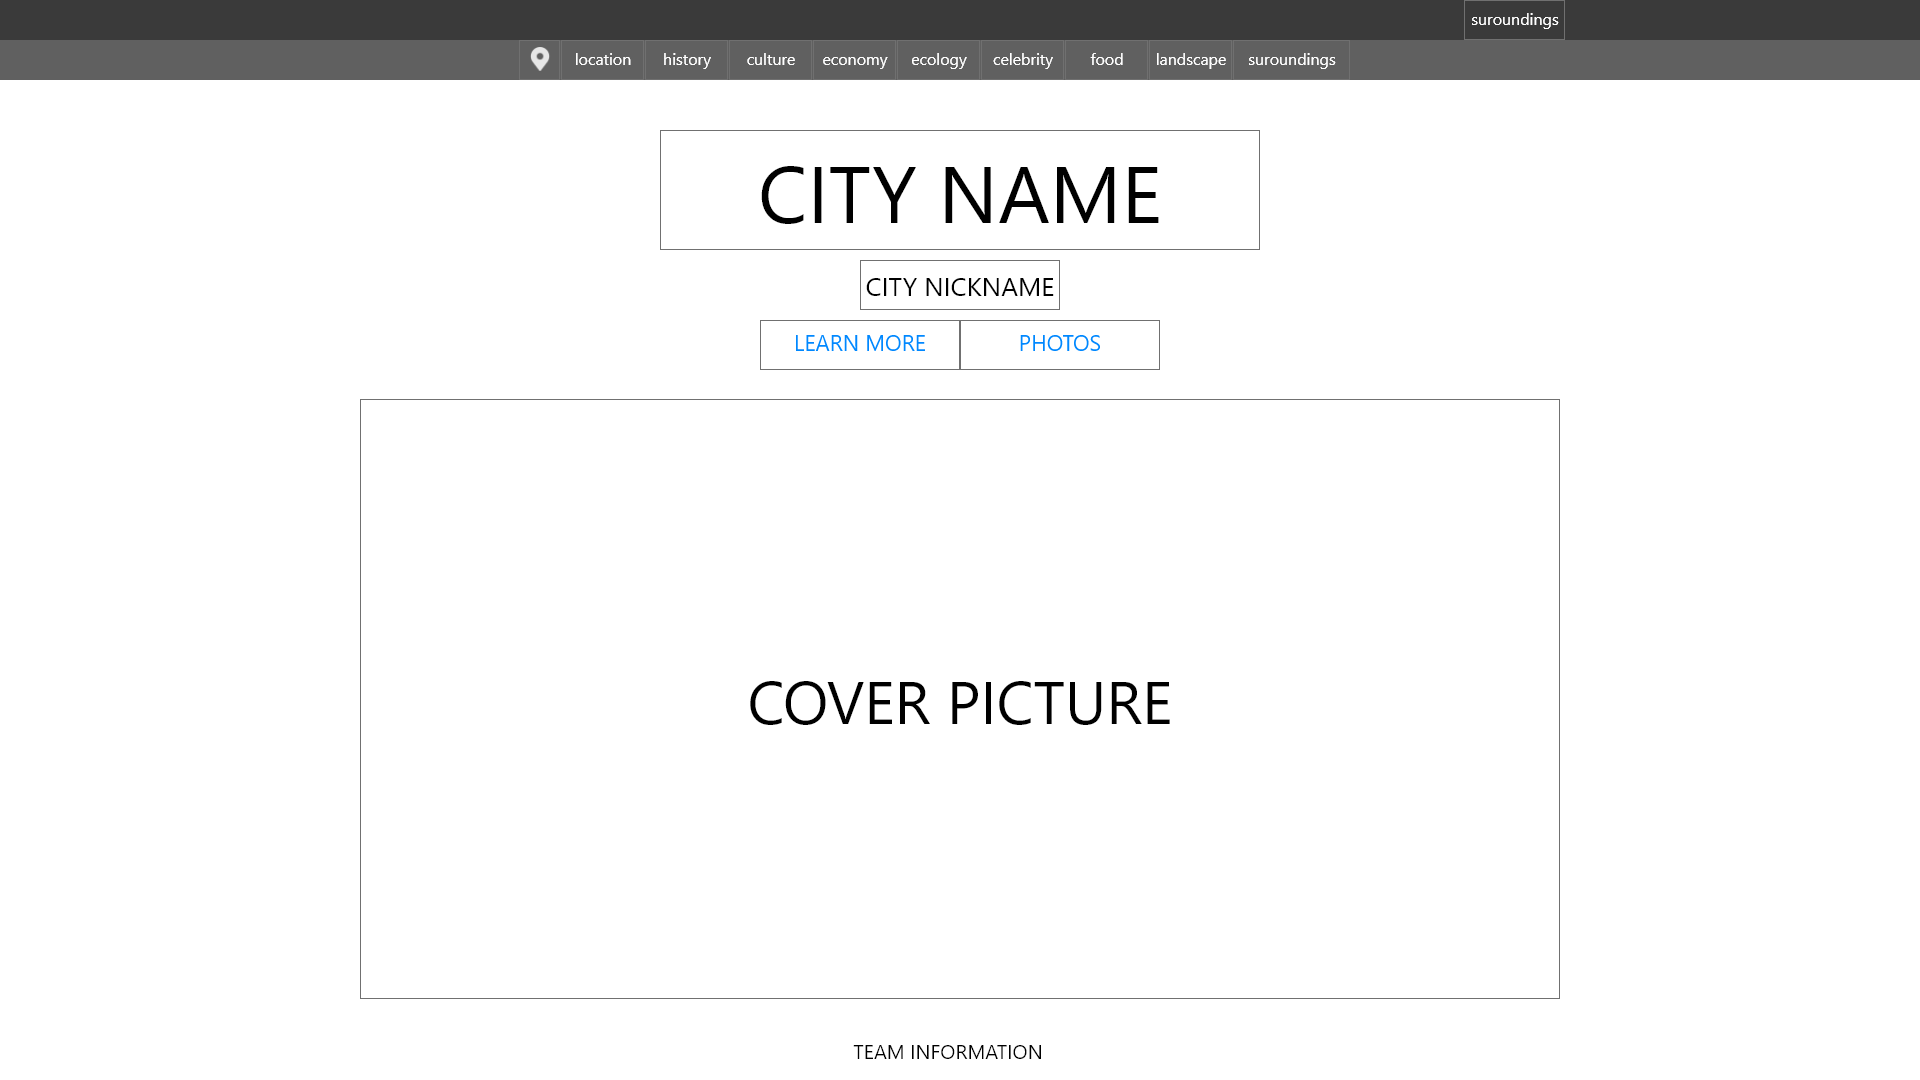 suroundings
location history culture economy ecology celebrity food landscape suroundings
CITY NAME
CITY NICKNAME
LEARN MORE PHOTOS
COVER PICTURE
TEAM INFORMATION